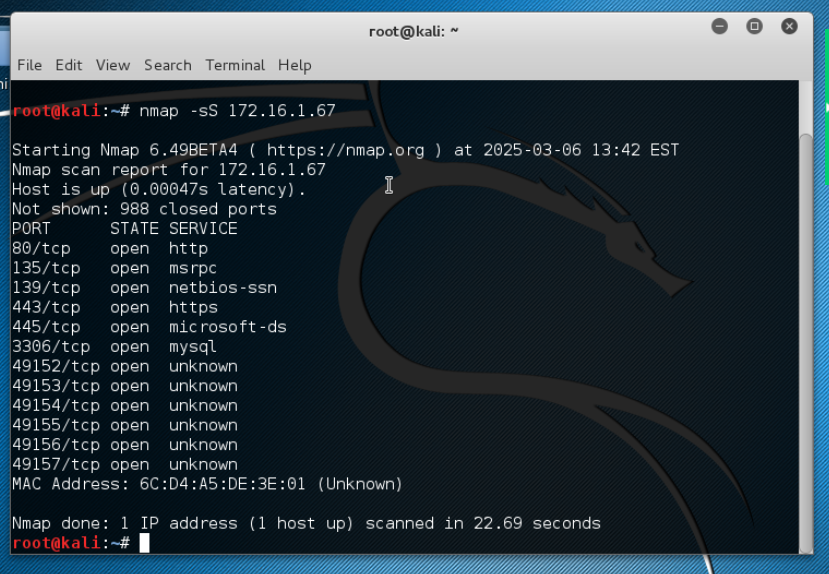 root@kali: ~
File Edit View Search Terminal Help
root@kali:~# nmap -sS 172.16.1.67
Starting Nmap 6.49BETA4 ( https://nmap.org ) at 2025-03-06 13:42 EST
Nmap scan report for 172.16.1.67
Host is up (0.00047s latency).
Not shown: 988 closed ports
PORT      STATE SERVICE
80/tcp    open  http
135/tcp   open  msrpc
139/tcp   open  netbios-ssn
443/tcp   open  https
445/tcp   open  microsoft-ds
3306/tcp  open  mysql
49152/tcp open  unknown
49153/tcp open  unknown
49154/tcp open  unknown
49155/tcp open  unknown
49156/tcp open  unknown
49157/tcp open  unknown
MAC Address: 6C:D4:A5:DE:3E:01 (Unknown)
Nmap done: 1 IP address (1 host up) scanned in 22.69 seconds
root@kali:~#